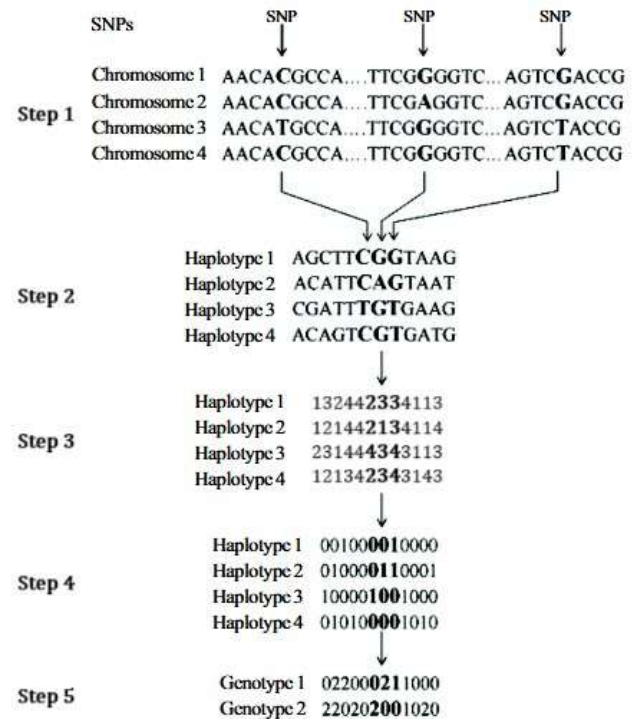 SNPs
SNP SNP SNP
Step 1
Chromosome 1 AACACGCCA....TTCGGGGTC...AGTCGACCG
Chromosome 2 AACACGCCA....TTCGAGGTC...AGTCGACCG
Chromosome 3 AACATGCCA....TTCGGGGTC...AGTCTACCG
Chromosome 4 AACACGCCA....TTCGGGGTC...AGTCTACCG
Step 2
Haplotype 1 AGCTTCGGTAAG
Haplotype 2 ACATTCAGTAAT
Haplotype 3 CGATTTGTGAAG
Haplotype 4 ACAGTCGTGATG
Step 3
Haplotype 1 132442334113
Haplotype 2 121442134114
Haplotype 3 231444343113
Haplotype 4 121342343143
Step 4
Haplotype 1 001000010000
Haplotype 2 010000110001
Haplotype 3 100001001000
Haplotype 4 010100001010
Step 5
Genotype 1 022000211000
Genotype 2 220202001020